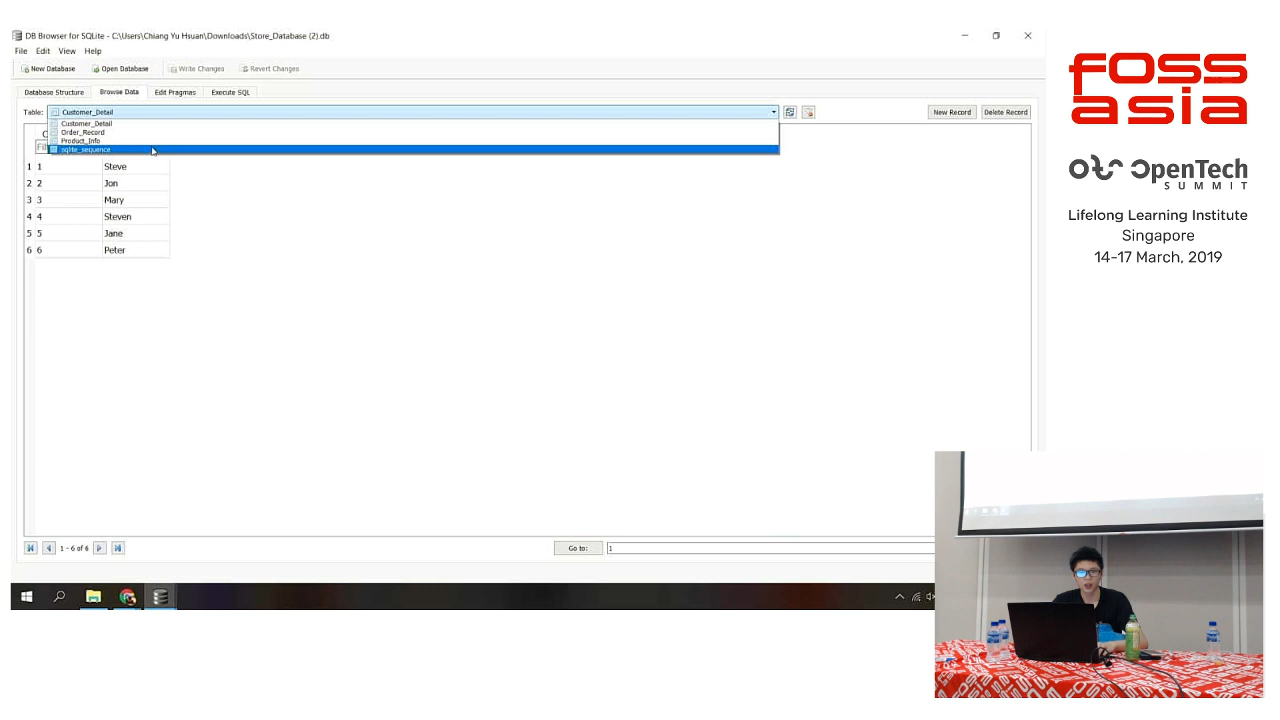 DB Browser for SQLite - C:\Users\Chiang Yu Hsuan\Downloads\Store_Database (2).db
File Edit View Help
New Database Open Database Write Changes Revert Changes
Database Structure Browse Data Edit Pragmas Execute SQL
Table: Customer_Detail New Record Delete Record
Customer_Detail
Order_Record
Product_Info
sqlite_sequence
1 1 Steve
2 2 Jon
3 3 Mary
4 4 Steven
5 5 Jane
6 6 Peter
1 - 6 of 6 Go to: 1
FOSS
asia
OpenTech
SUMMIT
Lifelong Learning Institute
Singapore
14-17 March, 2019